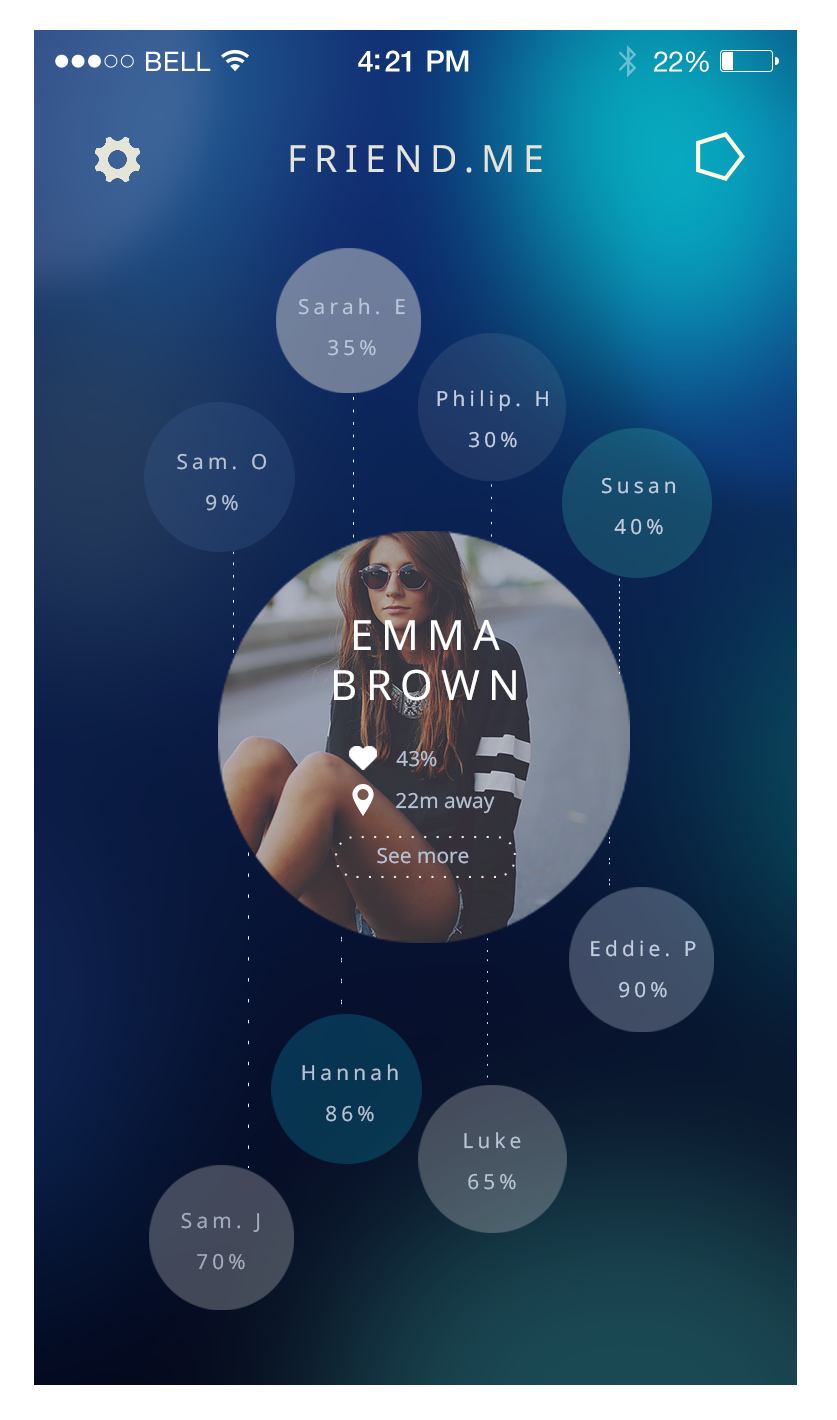 BELL 4:21 PM 22%
FRIEND.ME
Sarah. E
35%
Philip. H
30%
Sam. O
9%
Susan
40%
EMMA
BROWN
43%
22m away
See more
Eddie. P
90%
Hannah
86%
Luke
65%
Sam. J
70%